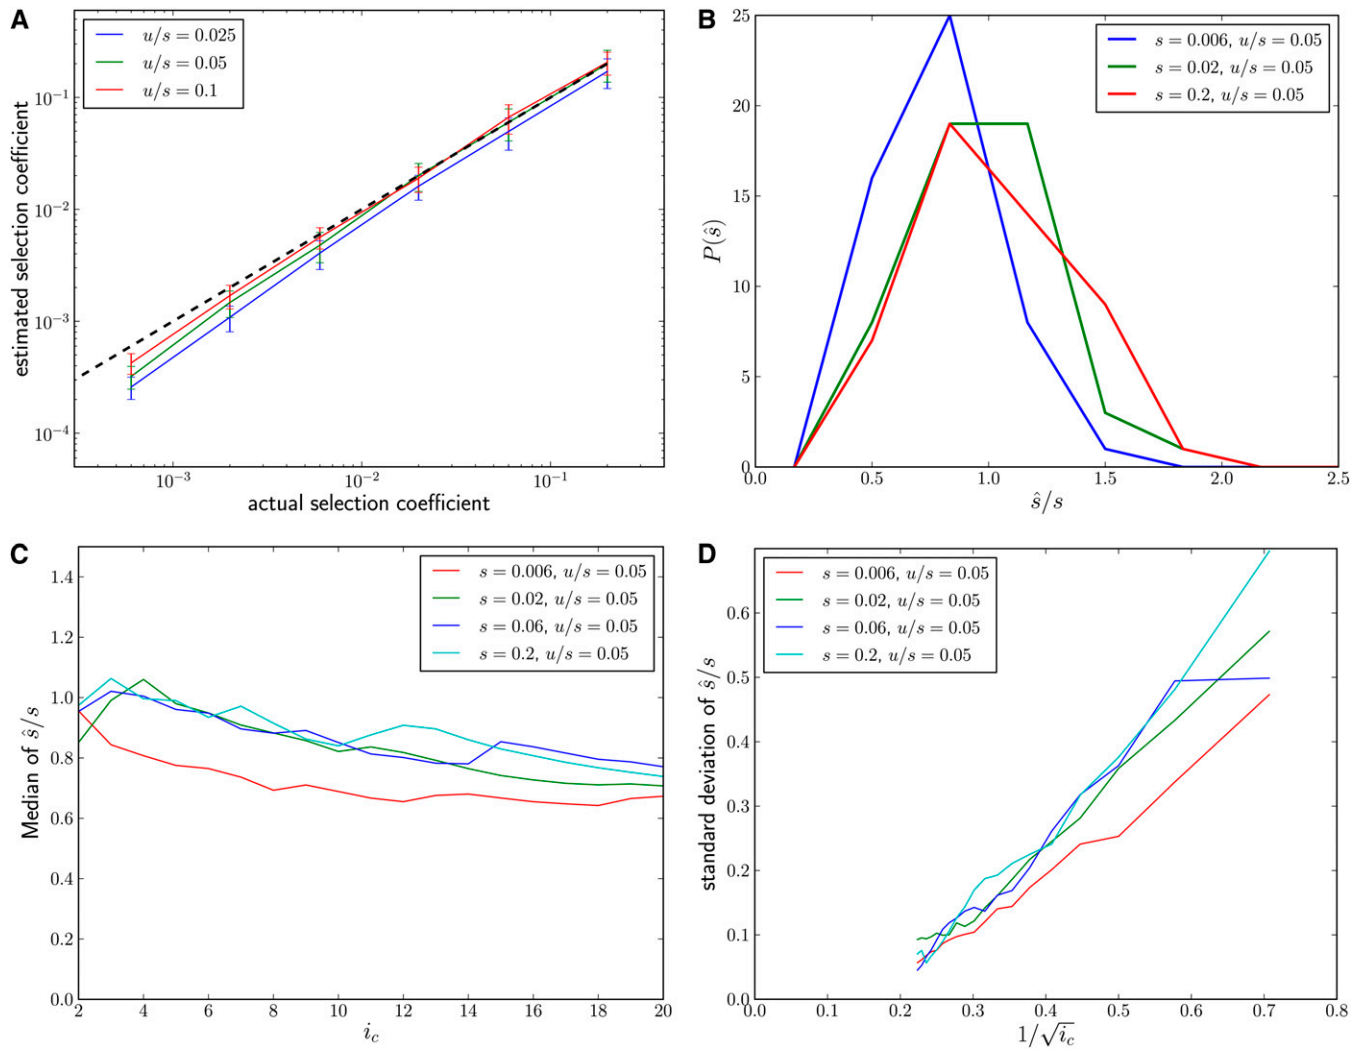 A
u/s = 0.025
u/s = 0.05
u/s = 0.1
estimated selection coefficient
10⁻¹
10⁻²
10⁻³
10⁻⁴
10⁻³
10⁻²
10⁻¹
actual selection coefficient
B
s = 0.006, u/s = 0.05
s = 0.02, u/s = 0.05
s = 0.2, u/s = 0.05
P(ŝ)
25
20
15
10
5
0
0.0 0.5 1.0 1.5 2.0 2.5
ŝ/s
C
s = 0.006, u/s = 0.05
s = 0.02, u/s = 0.05
s = 0.06, u/s = 0.05
s = 0.2, u/s = 0.05
Median of ŝ/s
1.4
1.2
1.0
0.8
0.6
0.4
0.2
0.0
2 4 6 8 10 12 14 16 18 20
i_c
D
s = 0.006, u/s = 0.05
s = 0.02, u/s = 0.05
s = 0.06, u/s = 0.05
s = 0.2, u/s = 0.05
standard deviation of ŝ/s
0.6
0.5
0.4
0.3
0.2
0.1
0.0
0.0 0.1 0.2 0.3 0.4 0.5 0.6 0.7 0.8
1/√i_c